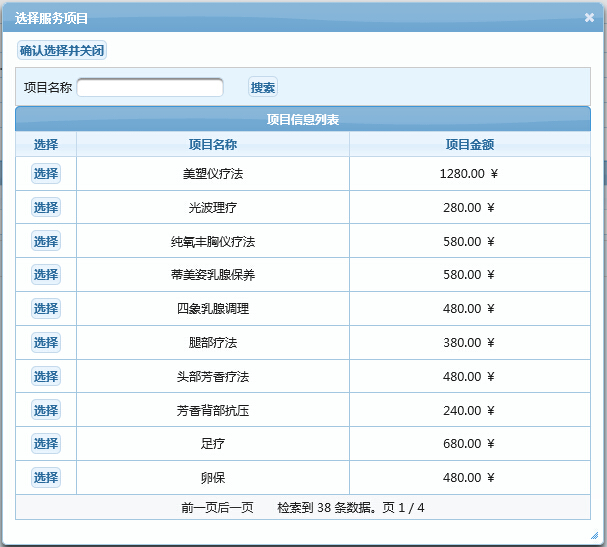 选择服务项目
确认选择并关闭
项目名称 搜索
项目信息列表
选择 项目名称 项目金额
选择 美塑仪疗法 1280.00 ¥
选择 光波理疗 280.00 ¥
选择 纯氧丰胸仪疗法 580.00 ¥
选择 蒂美姿乳腺保养 580.00 ¥
选择 四象乳腺调理 480.00 ¥
选择 腿部疗法 380.00 ¥
选择 头部芳香疗法 480.00 ¥
选择 芳香背部抗压 240.00 ¥
选择 足疗 680.00 ¥
选择 卵保 480.00 ¥
前一页后一页 检索到 38 条数据。页 1 / 4